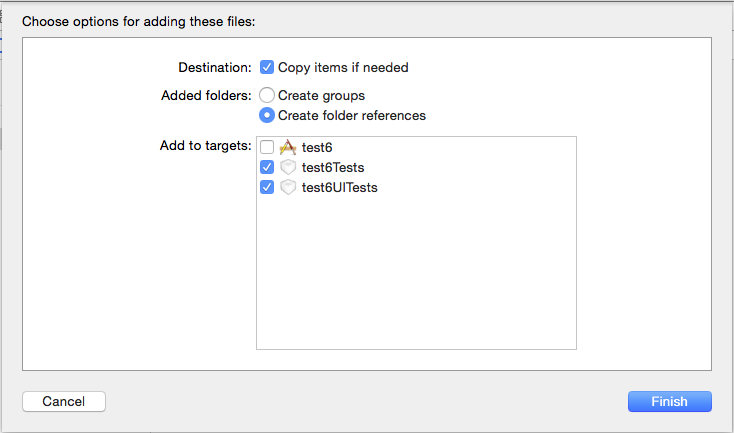 Choose options for adding these files:
Destination: Copy items if needed
Added folders: Create groups
Create folder references
Add to targets: test6
test6Tests
test6UITests
Cancel Finish